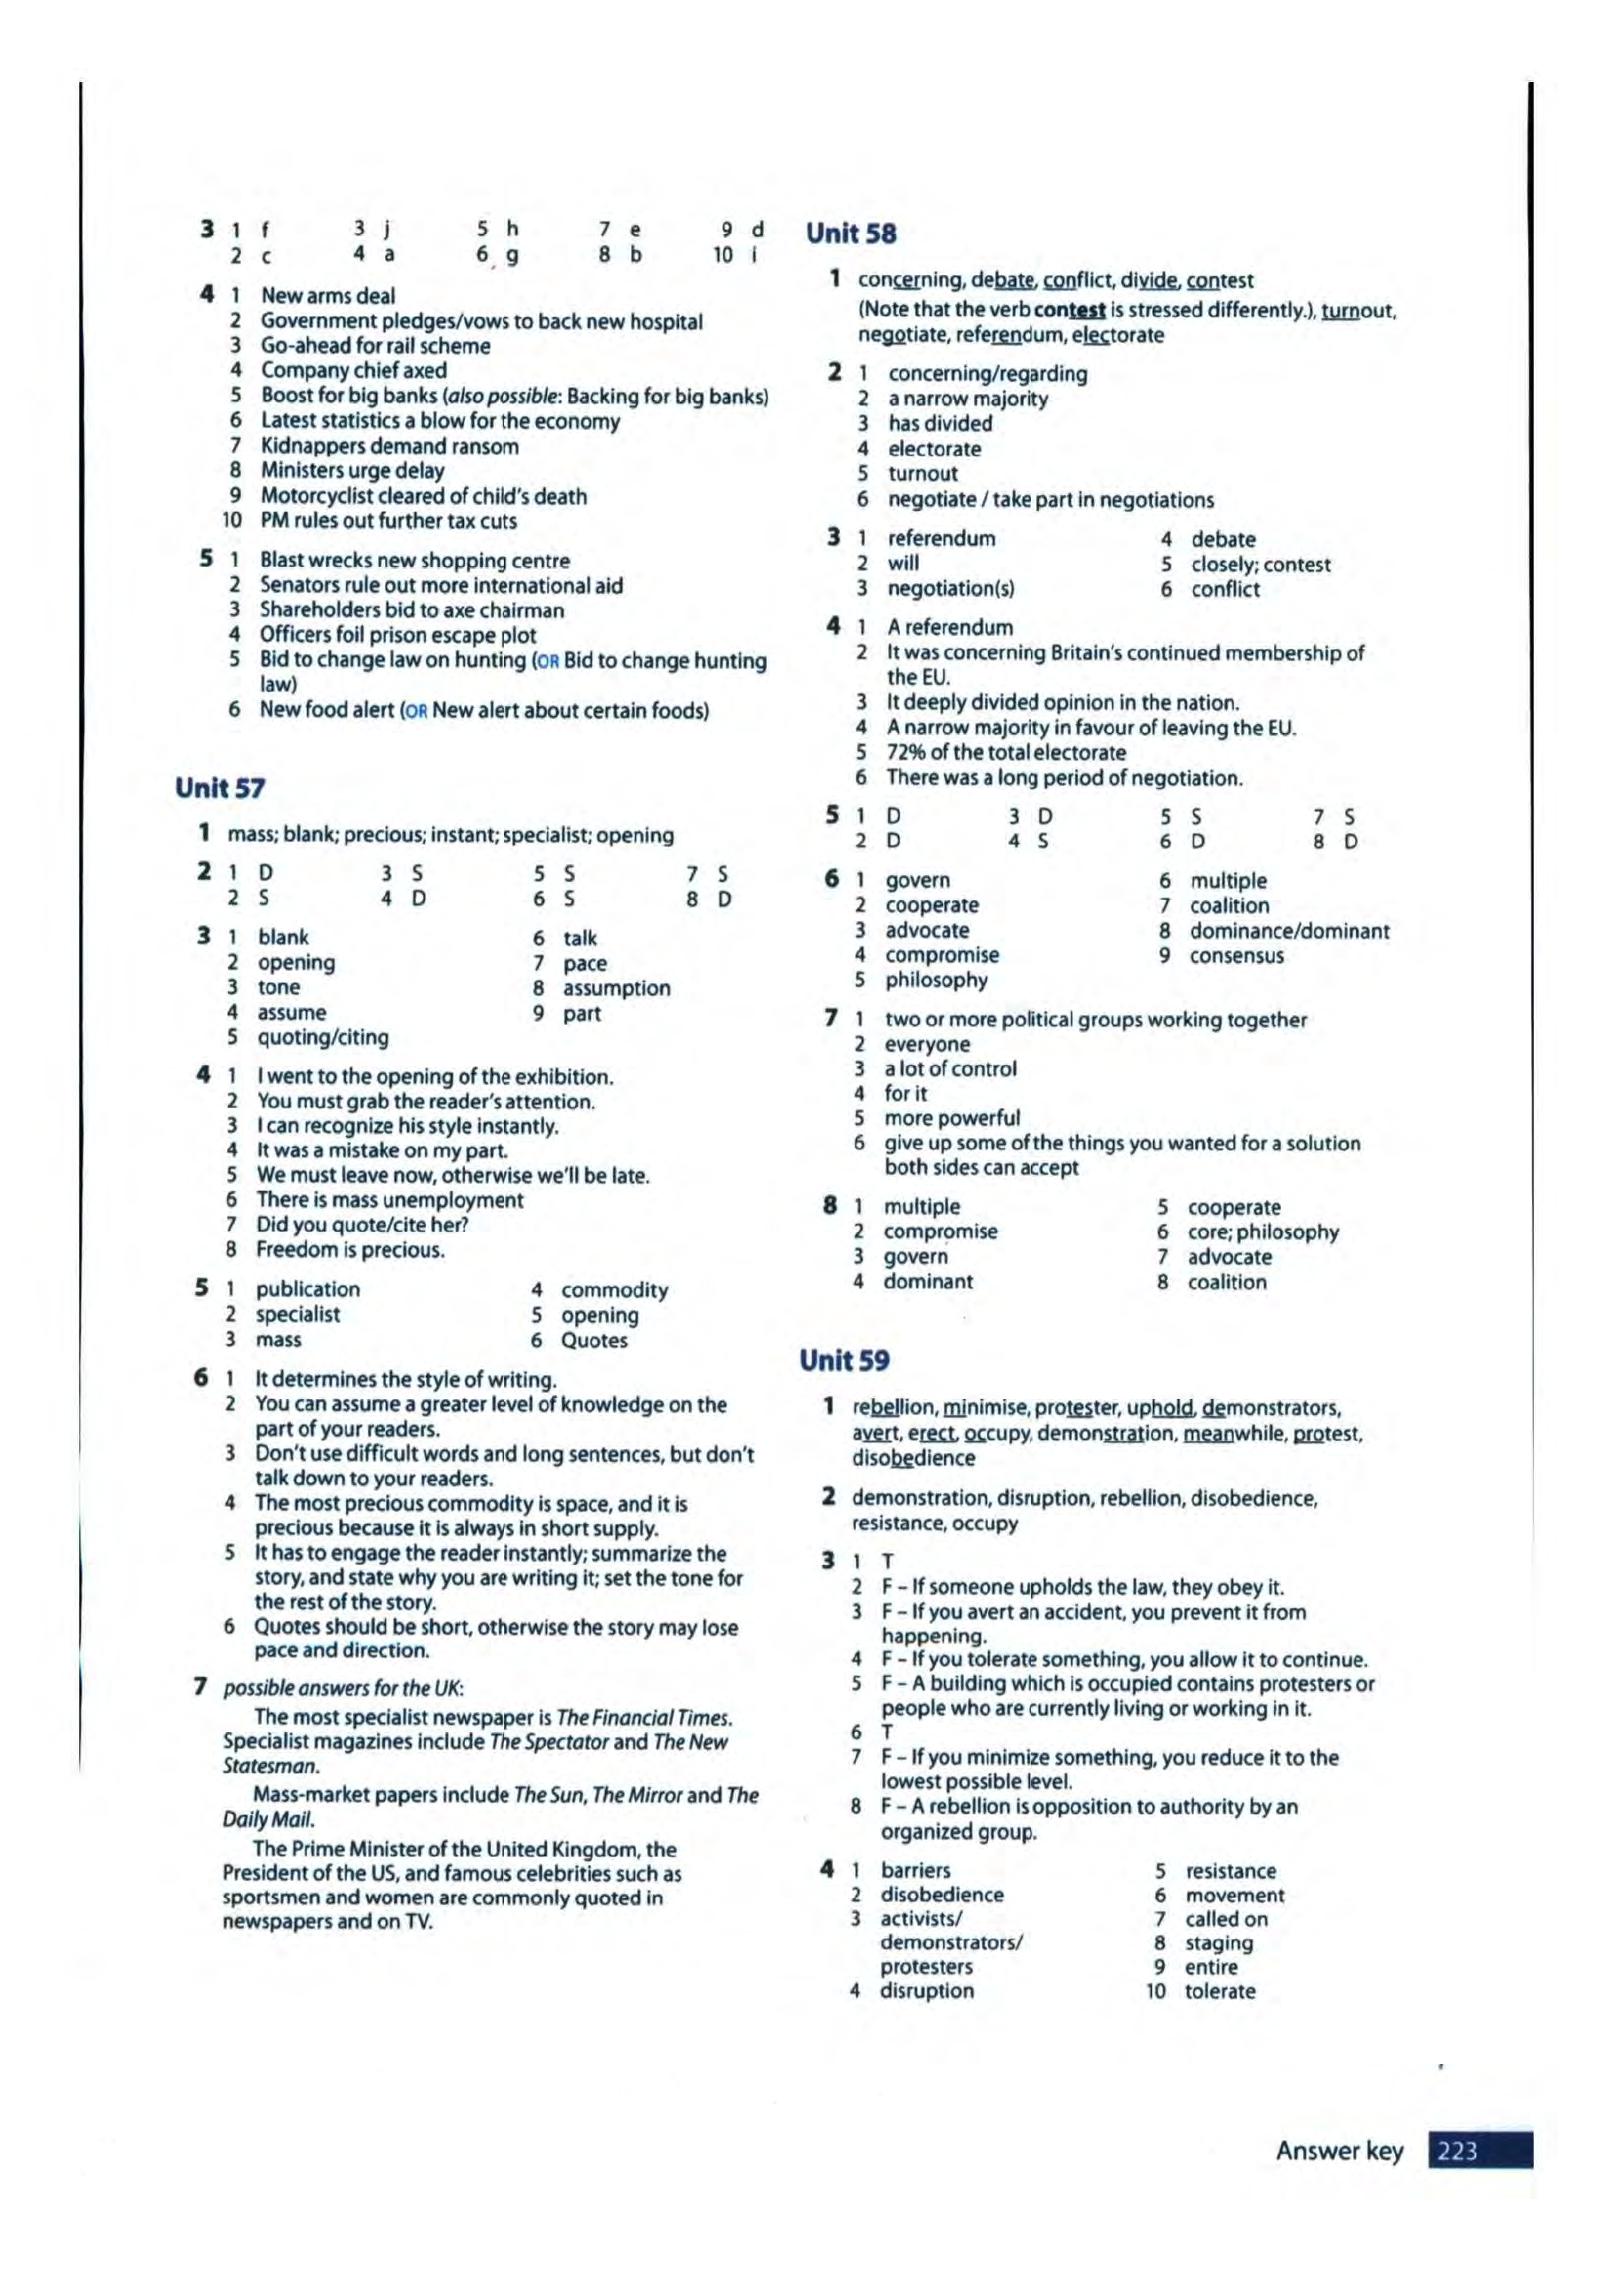 3 1 f 3 j 5 h 7 e 9 d
2 c 4 a 6 g 8 b 10 i
4 1 New arms deal
2 Government pledges/vows to back new hospital
3 Go-ahead for rail scheme
4 Company chief axed
5 Boost for big banks (also possible: Backing for big banks)
6 Latest statistics a blow for the economy
7 Kidnappers demand ransom
8 Ministers urge delay
9 Motorcyclist cleared of child's death
10 PM rules out further tax cuts
5 1 Blast wrecks new shopping centre
2 Senators rule out more international aid
3 Shareholders bid to axe chairman
4 Officers foil prison escape plot
5 Bid to change law on hunting (OR Bid to change hunting
law)
6 New food alert (OR New alert about certain foods)
Unit 57
1 mass; blank; precious; instant; specialist; opening
2 1 D 3 S 5 S 7 S
2 S 4 D 6 S 8 D
3 1 blank 6 talk
2 opening 7 pace
3 tone 8 assumption
4 assume 9 part
5 quoting/citing
4 1 I went to the opening of the exhibition.
2 You must grab the reader's attention.
3 I can recognize his style instantly.
4 It was a mistake on my part.
5 We must leave now, otherwise we'll be late.
6 There is mass unemployment
7 Did you quote/cite her?
8 Freedom is precious.
5 1 publication 4 commodity
2 specialist 5 opening
3 mass 6 Quotes
6 1 It determines the style of writing.
2 You can assume a greater level of knowledge on the
part of your readers.
3 Don't use difficult words and long sentences, but don't
talk down to your readers.
4 The most precious commodity is space, and it is
precious because it is always in short supply.
5 It has to engage the reader instantly; summarize the
story, and state why you are writing it; set the tone for
the rest of the story.
6 Quotes should be short, otherwise the story may lose
pace and direction.
7 possible answers for the UK:
The most specialist newspaper is The Financial Times.
Specialist magazines include The Spectator and The New
Statesman.
Mass-market papers include The Sun, The Mirror and The
Daily Mail.
The Prime Minister of the United Kingdom, the
President of the US, and famous celebrities such as
sportsmen and women are commonly quoted in
newspapers and on TV.
Unit 58
1 concerning, debate, conflict, divide, contest
(Note that the verb contest is stressed differently.), turnout,
negotiate, referendum, electorate
2 1 concerning/regarding
2 a narrow majority
3 has divided
4 electorate
5 turnout
6 negotiate / take part in negotiations
3 1 referendum 4 debate
2 will 5 closely; contest
3 negotiation(s) 6 conflict
4 1 A referendum
2 It was concerning Britain's continued membership of
the EU.
3 It deeply divided opinion in the nation.
4 A narrow majority in favour of leaving the EU.
5 72% of the total electorate
6 There was a long period of negotiation.
5 1 D 3 D 5 S 7 S
2 D 4 S 6 D 8 D
6 1 govern 6 multiple
2 cooperate 7 coalition
3 advocate 8 dominance/dominant
4 compromise 9 consensus
5 philosophy
7 1 two or more political groups working together
2 everyone
3 a lot of control
4 for it
5 more powerful
6 give up some of the things you wanted for a solution
both sides can accept
8 1 multiple 5 cooperate
2 compromise 6 core; philosophy
3 govern 7 advocate
4 dominant 8 coalition
Unit 59
1 rebellion, minimise, protester, uphold, demonstrators,
avert, erect, occupy, demonstration, meanwhile, protest,
disobedience
2 demonstration, disruption, rebellion, disobedience,
resistance, occupy
3 1 T
2 F – If someone upholds the law, they obey it.
3 F – If you avert an accident, you prevent it from
happening.
4 F – If you tolerate something, you allow it to continue.
5 F – A building which is occupied contains protesters or
people who are currently living or working in it.
6 T
7 F – If you minimize something, you reduce it to the
lowest possible level.
8 F – A rebellion is opposition to authority by an
organized group.
4 1 barriers 5 resistance
2 disobedience 6 movement
3 activists/ 7 called on
demonstrators/ 8 staging
protesters 9 entire
4 disruption 10 tolerate
Answer key 223